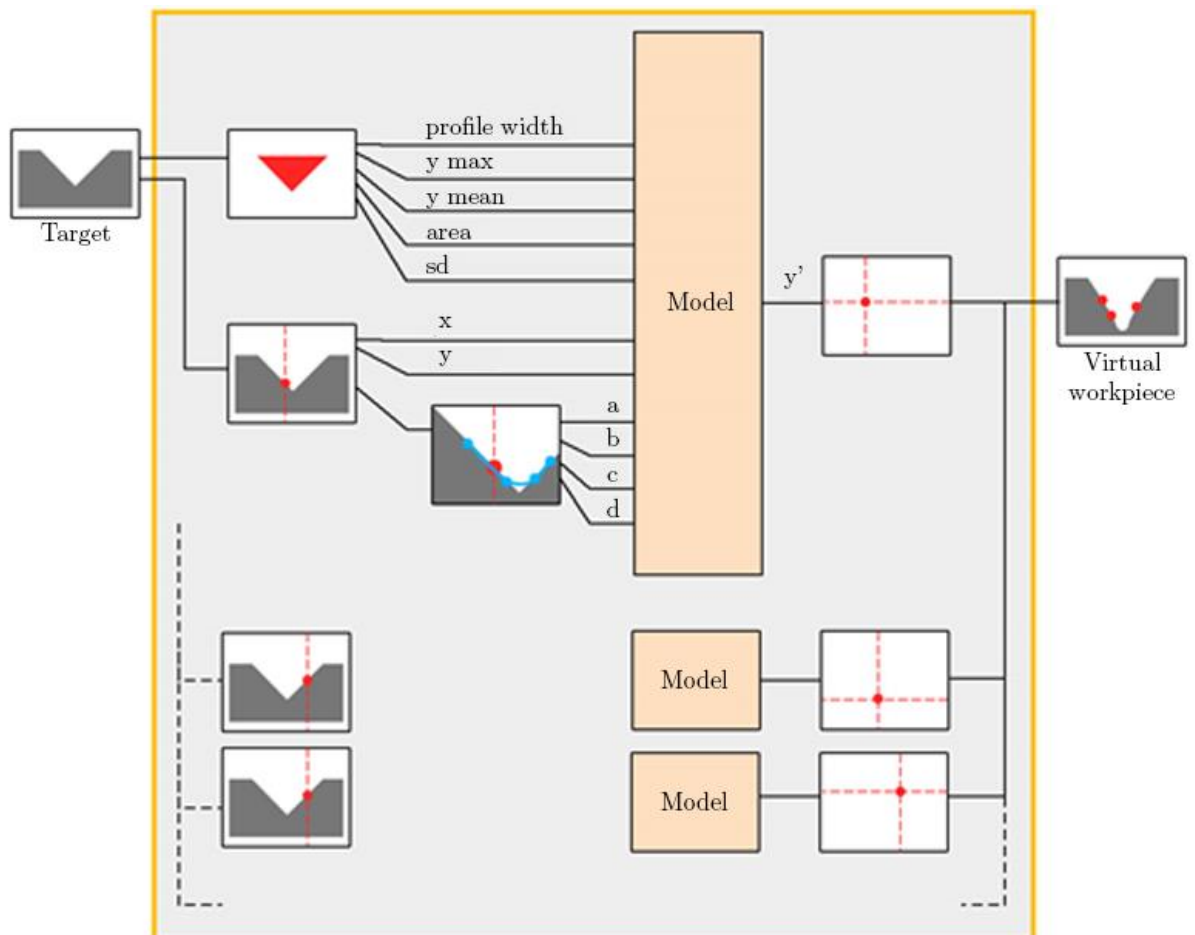 profile width
y max
y mean
area
sd
Target
x
y
a
b
c
d
Model
y'
Virtual
workpiece
Model
Model